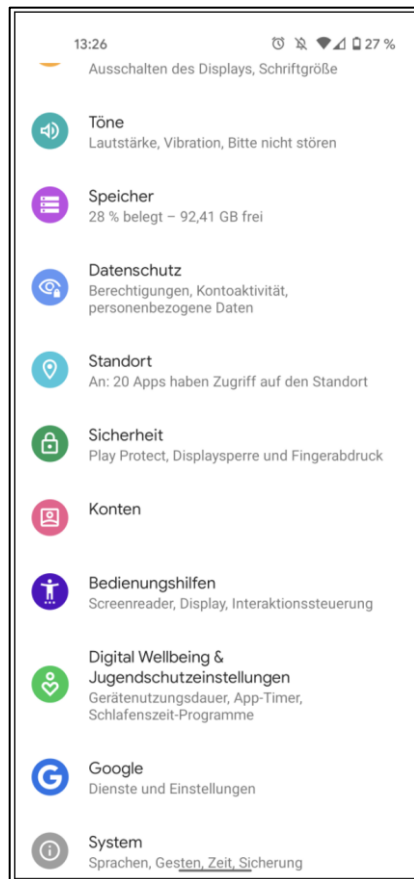 13:26 27 %
Ausschalten des Displays, Schriftgröße
Töne
Lautstärke, Vibration, Bitte nicht stören
Speicher
28 % belegt – 92,41 GB frei
Datenschutz
Berechtigungen, Kontoaktivität,
personenbezogene Daten
Standort
An: 20 Apps haben Zugriff auf den Standort
Sicherheit
Play Protect, Displaysperre und Fingerabdruck
Konten
Bedienungshilfen
Screenreader, Display, Interaktionssteuerung
Digital Wellbeing &
Jugendschutzeinstellungen
Gerätenutzungsdauer, App-Timer,
Schlafenszeit-Programme
G Google
Dienste und Einstellungen
System
Sprachen, Gesten, Zeit, Sicherung